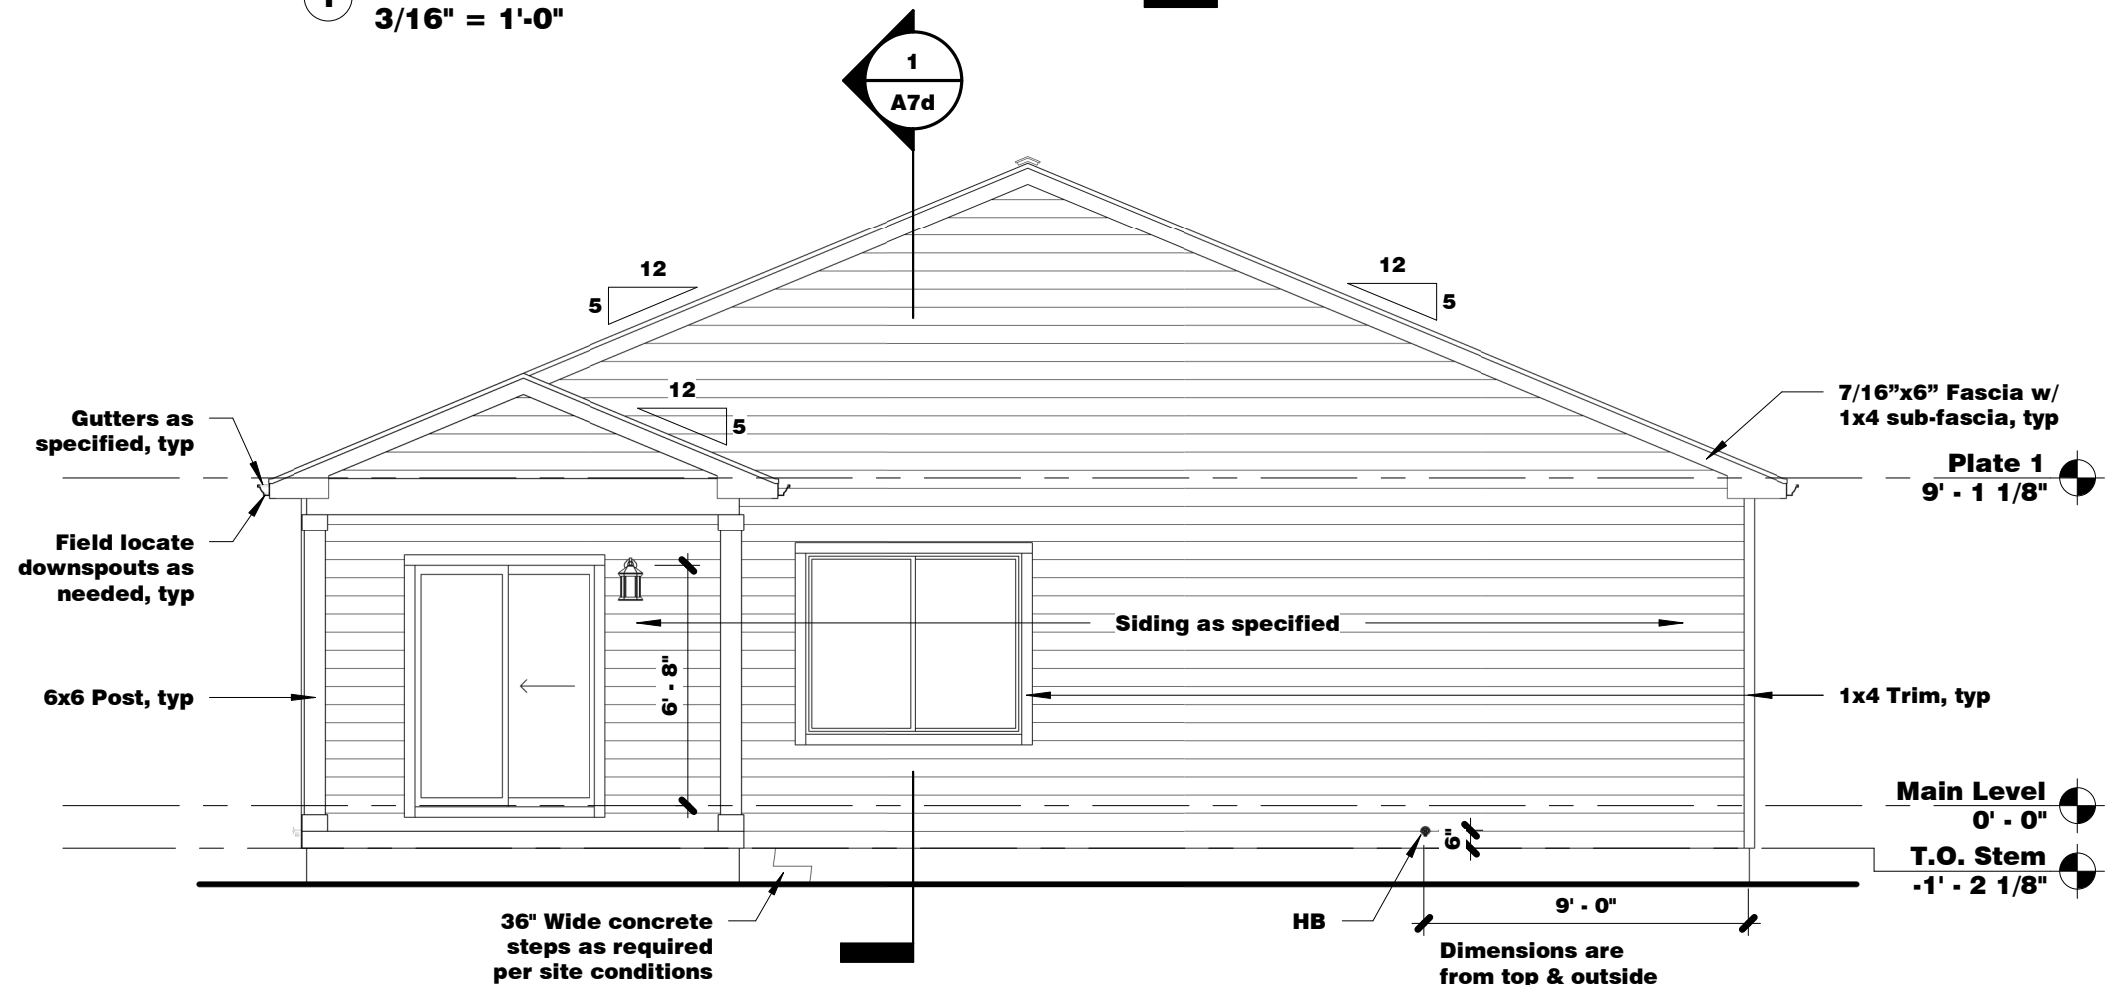 1
3/16" = 1'-0"
1
A7d
12
5
12
5
12
5
Gutters as
specified, typ
7/16”x6” Fascia w/
1x4 sub-fascia, typ
Plate 1
9' - 1 1/8"
Field locate
downspouts as
needed, typ
Siding as specified
6' - 8"
6x6 Post, typ
1x4 Trim, typ
Main Level
0' - 0"
6"
T.O. Stem
-1' - 2 1/8"
36" Wide concrete
steps as required
per site conditions
HB
9' - 0"
Dimensions are
from top & outside